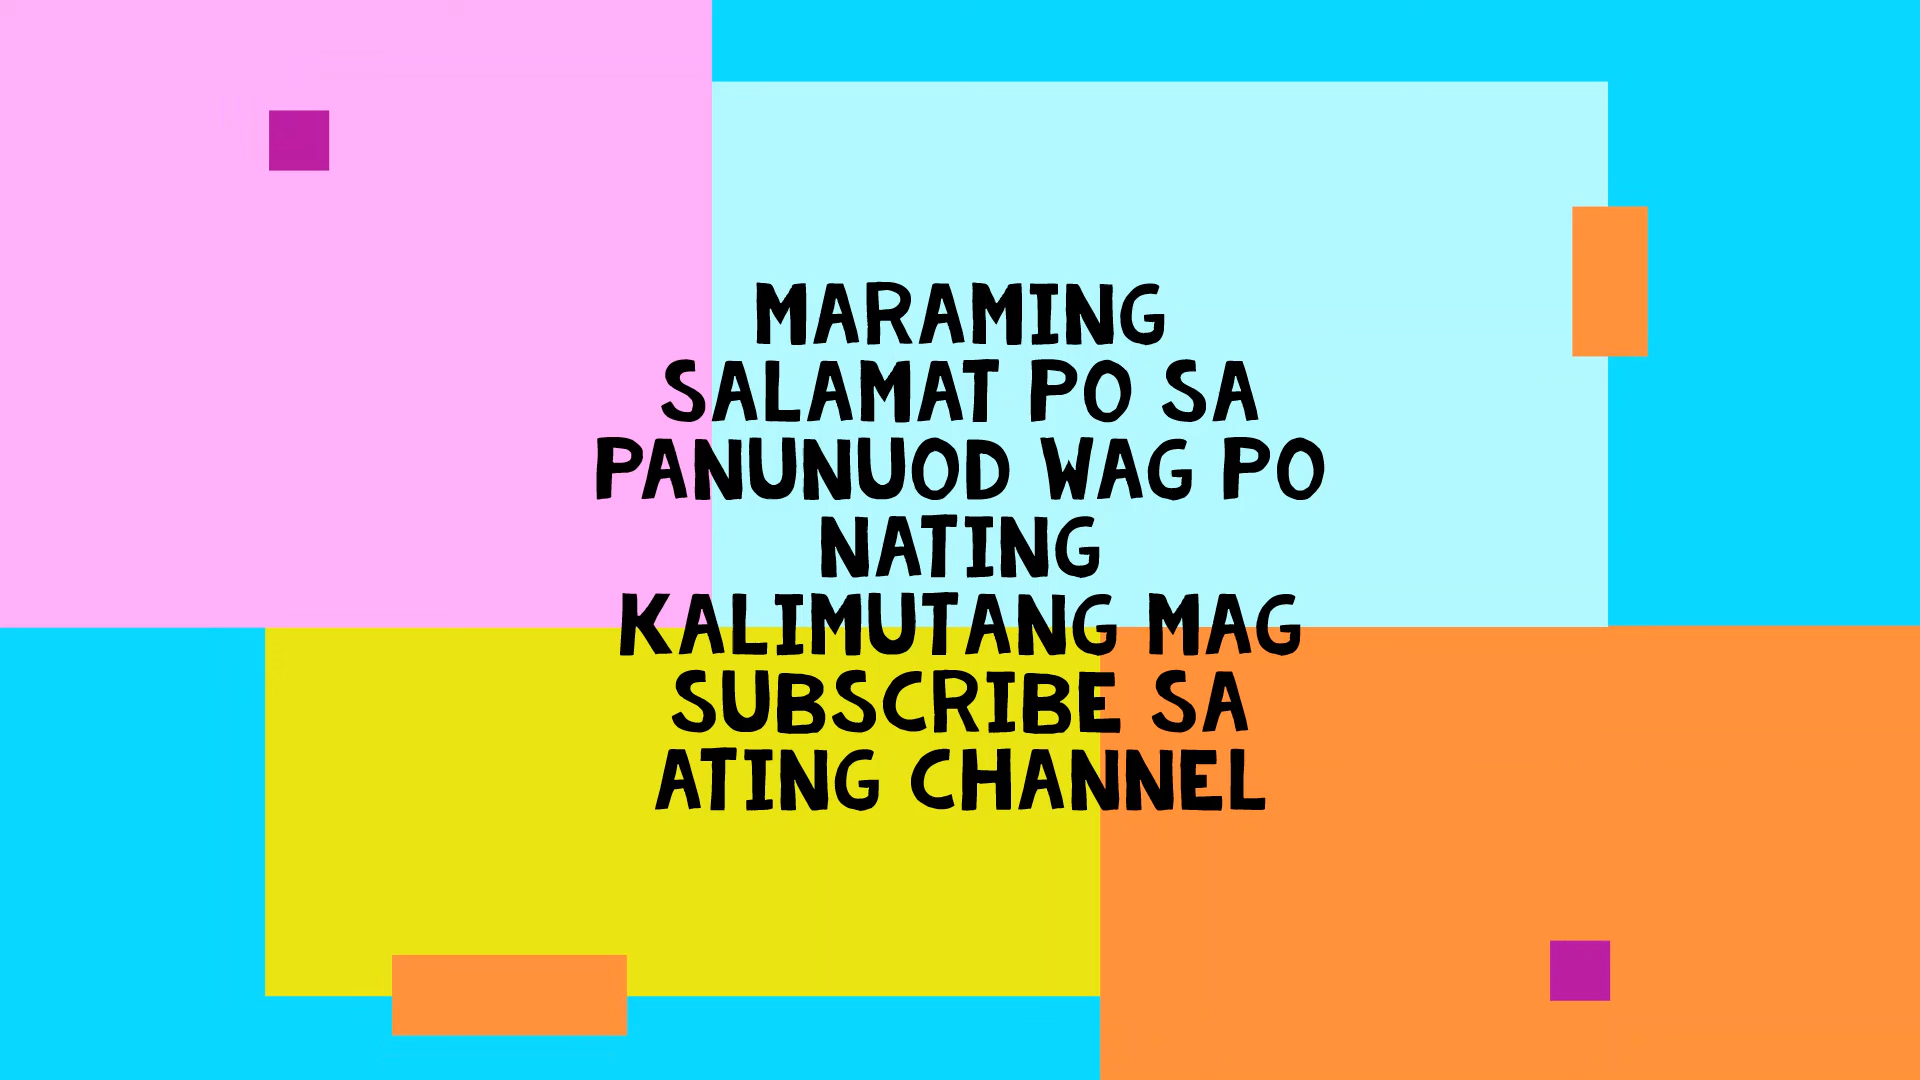 MARAMING
SALAMAT PO SA
PANUNUOD WAG PO
NATING
KALIMUTANG MAG
SUBSCRIBE SA
ATING CHANNEL